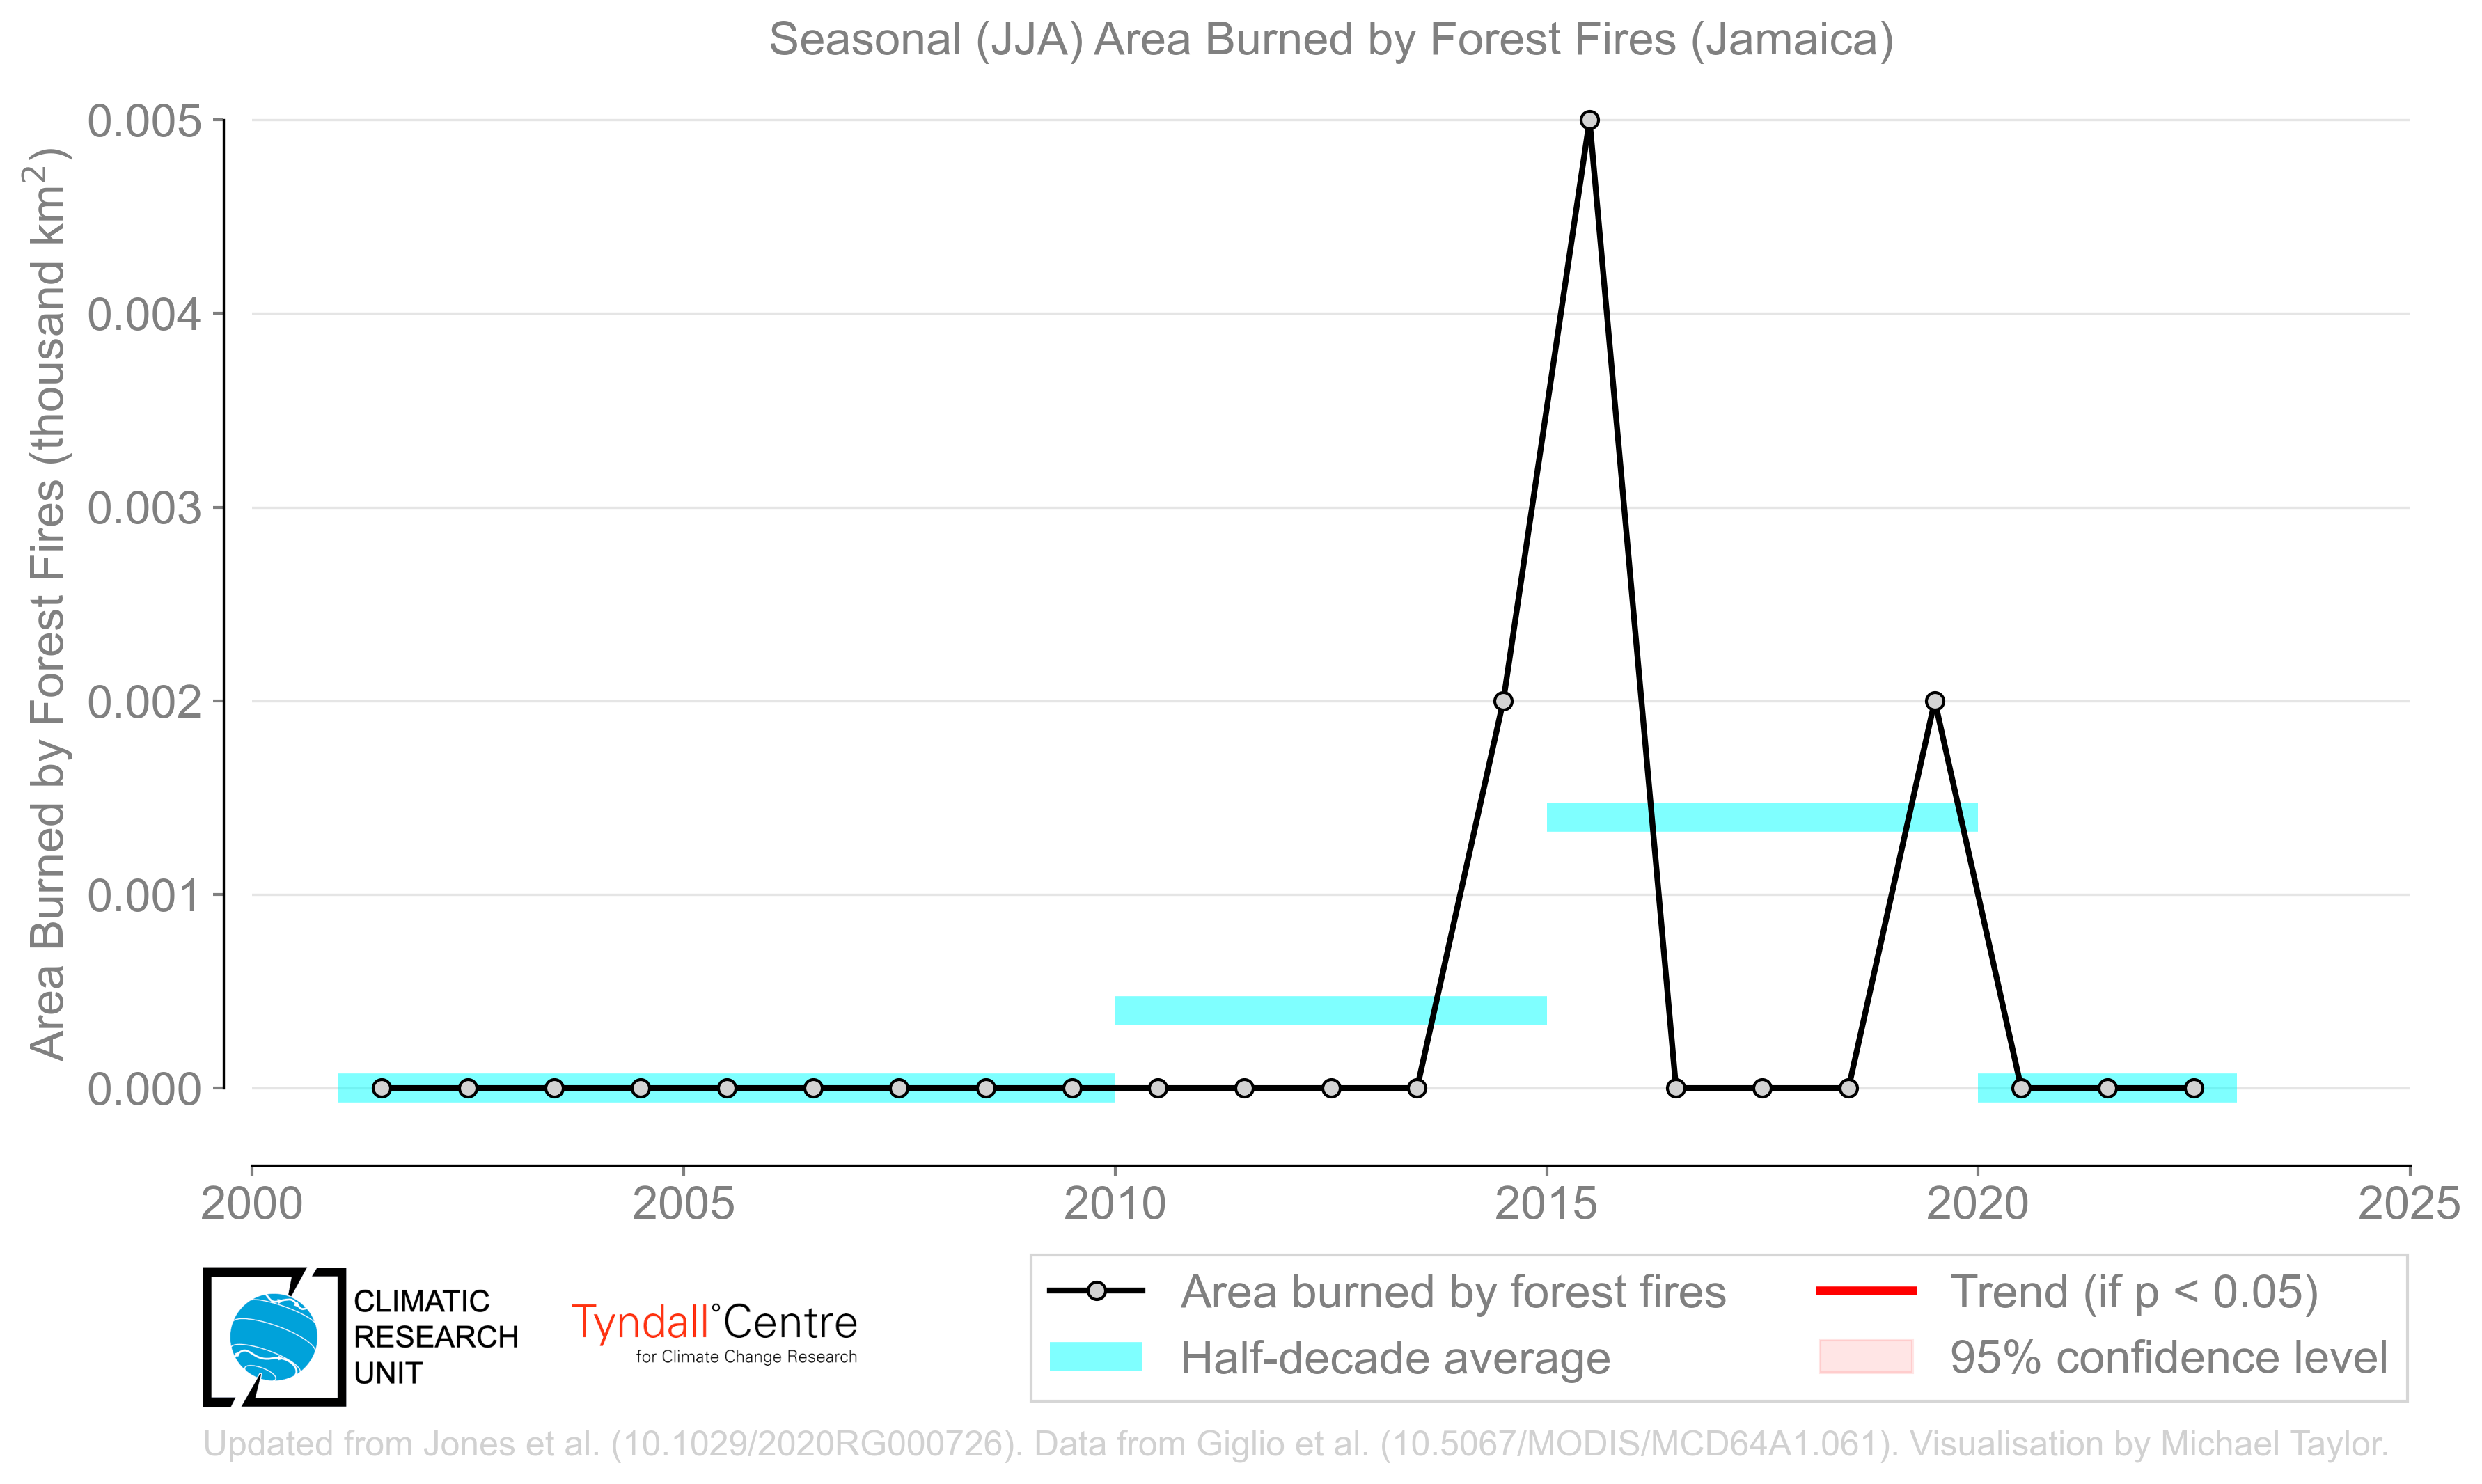 Seasonal (JJA) Area Burned by Forest Fires (Jamaica)
Area Burned by Forest Fires (thousand km²)
0.005
0.004
0.003
0.002
0.001
0.000
2000
2005
2010
2015
2020
2025
CLIMATIC
RESEARCH
UNIT
Tyndall°Centre
for Climate Change Research
Area burned by forest fires
Half-decade average
Trend (if p < 0.05)
95% confidence level
Updated from Jones et al. (10.1029/2020RG000726). Data from Giglio et al. (10.5067/MODIS/MCD64A1.061). Visualisation by Michael Taylor.